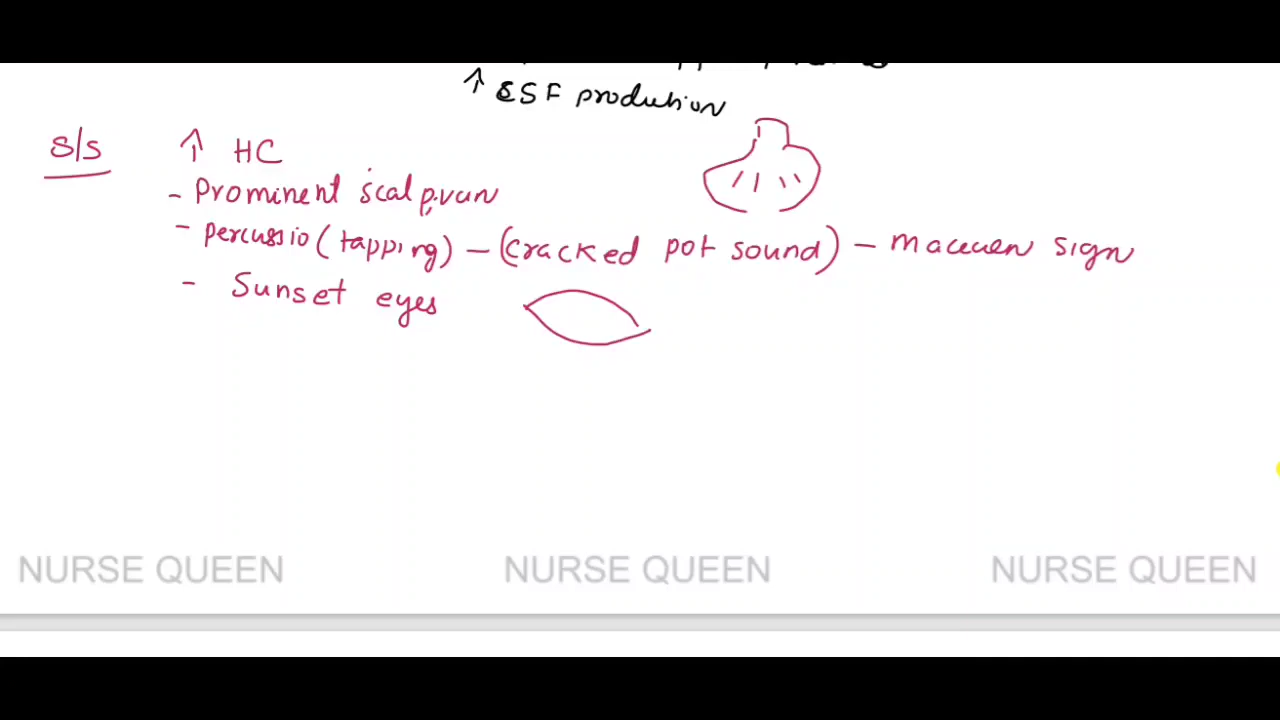 ↑ CSF prodution
S/S ↑ HC
- Prominent scalp vein
- percussio (tapping) - (cracked pot sound) - macewen sign
- Sunset eyes
NURSE QUEEN NURSE QUEEN NURSE QUEEN